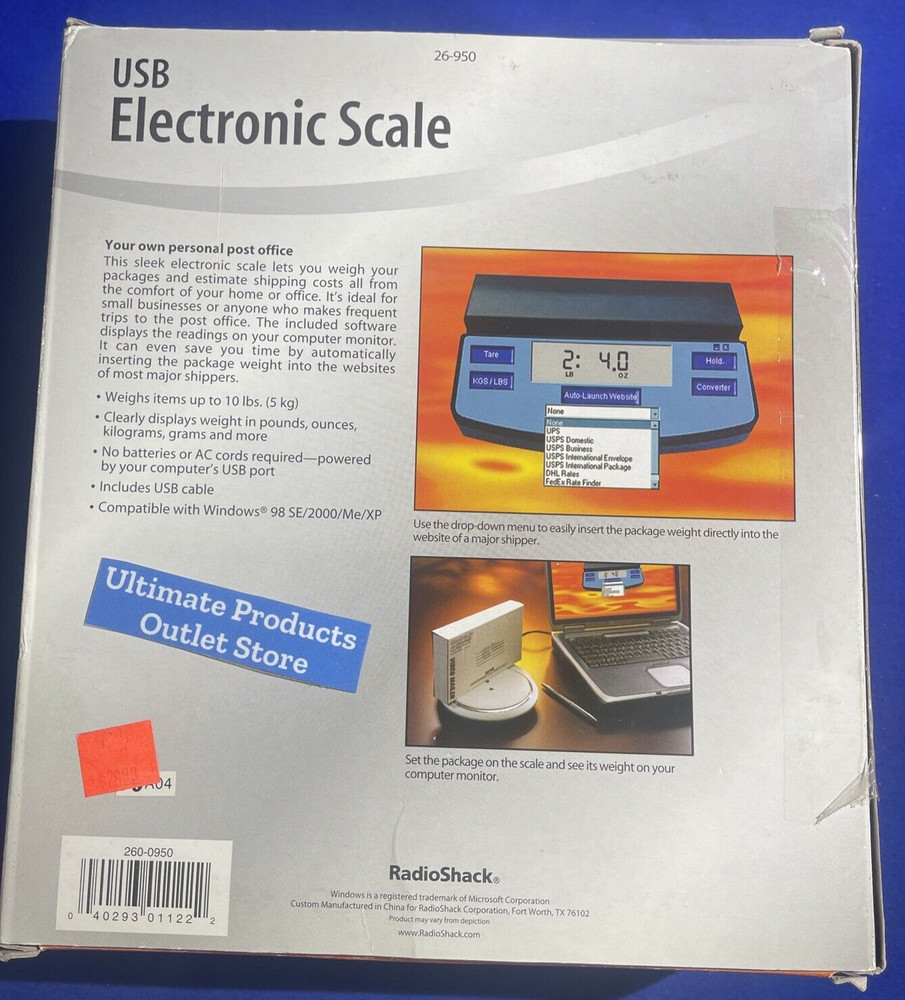 26-950
USB
Electronic Scale
Your own personal post office
This sleek electronic scale lets you weigh your
packages and estimate shipping costs all from
the comfort of your home or office. It's ideal for
small businesses or anyone who makes frequent
trips to the post office. The included software
displays the readings on your computer monitor.
It can even save you time by automatically
inserting the package weight into the websites
of most major shippers.
• Weighs items up to 10 lbs. (5 kg)
• Clearly displays weight in pounds, ounces,
kilograms, grams and more
• No batteries or AC cords required—powered
by your computer's USB port
• Includes USB cable
• Compatible with Windows® 98 SE/2000/Me/XP
Tare
KGS / LBS
2: 4.0
LB OZ
Hold.
Converter
Auto-Launch Website
None
None
UPS
USPS Domestic
USPS Business
USPS International Envelope
USPS International Package
DHL Rates
FedEx Rate Finder
Use the drop-down menu to easily insert the package weight directly into the
website of a major shipper.
VIDEO MAILER
Set the package on the scale and see its weight on your
computer monitor.
Ultimate Products
Outlet Store
A04
260-0950
0 40293 01122 2
RadioShack®
Windows is a registered trademark of Microsoft Corporation
Custom Manufactured in China for RadioShack Corporation, Fort Worth, TX 76102
Product may vary from depiction
www.RadioShack.com